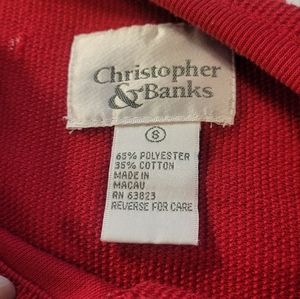 Christopher
&Banks
S
65% POLYESTER
35% COTTON
MADE IN
MACAU
RN 63823
REVERSE FOR CARE